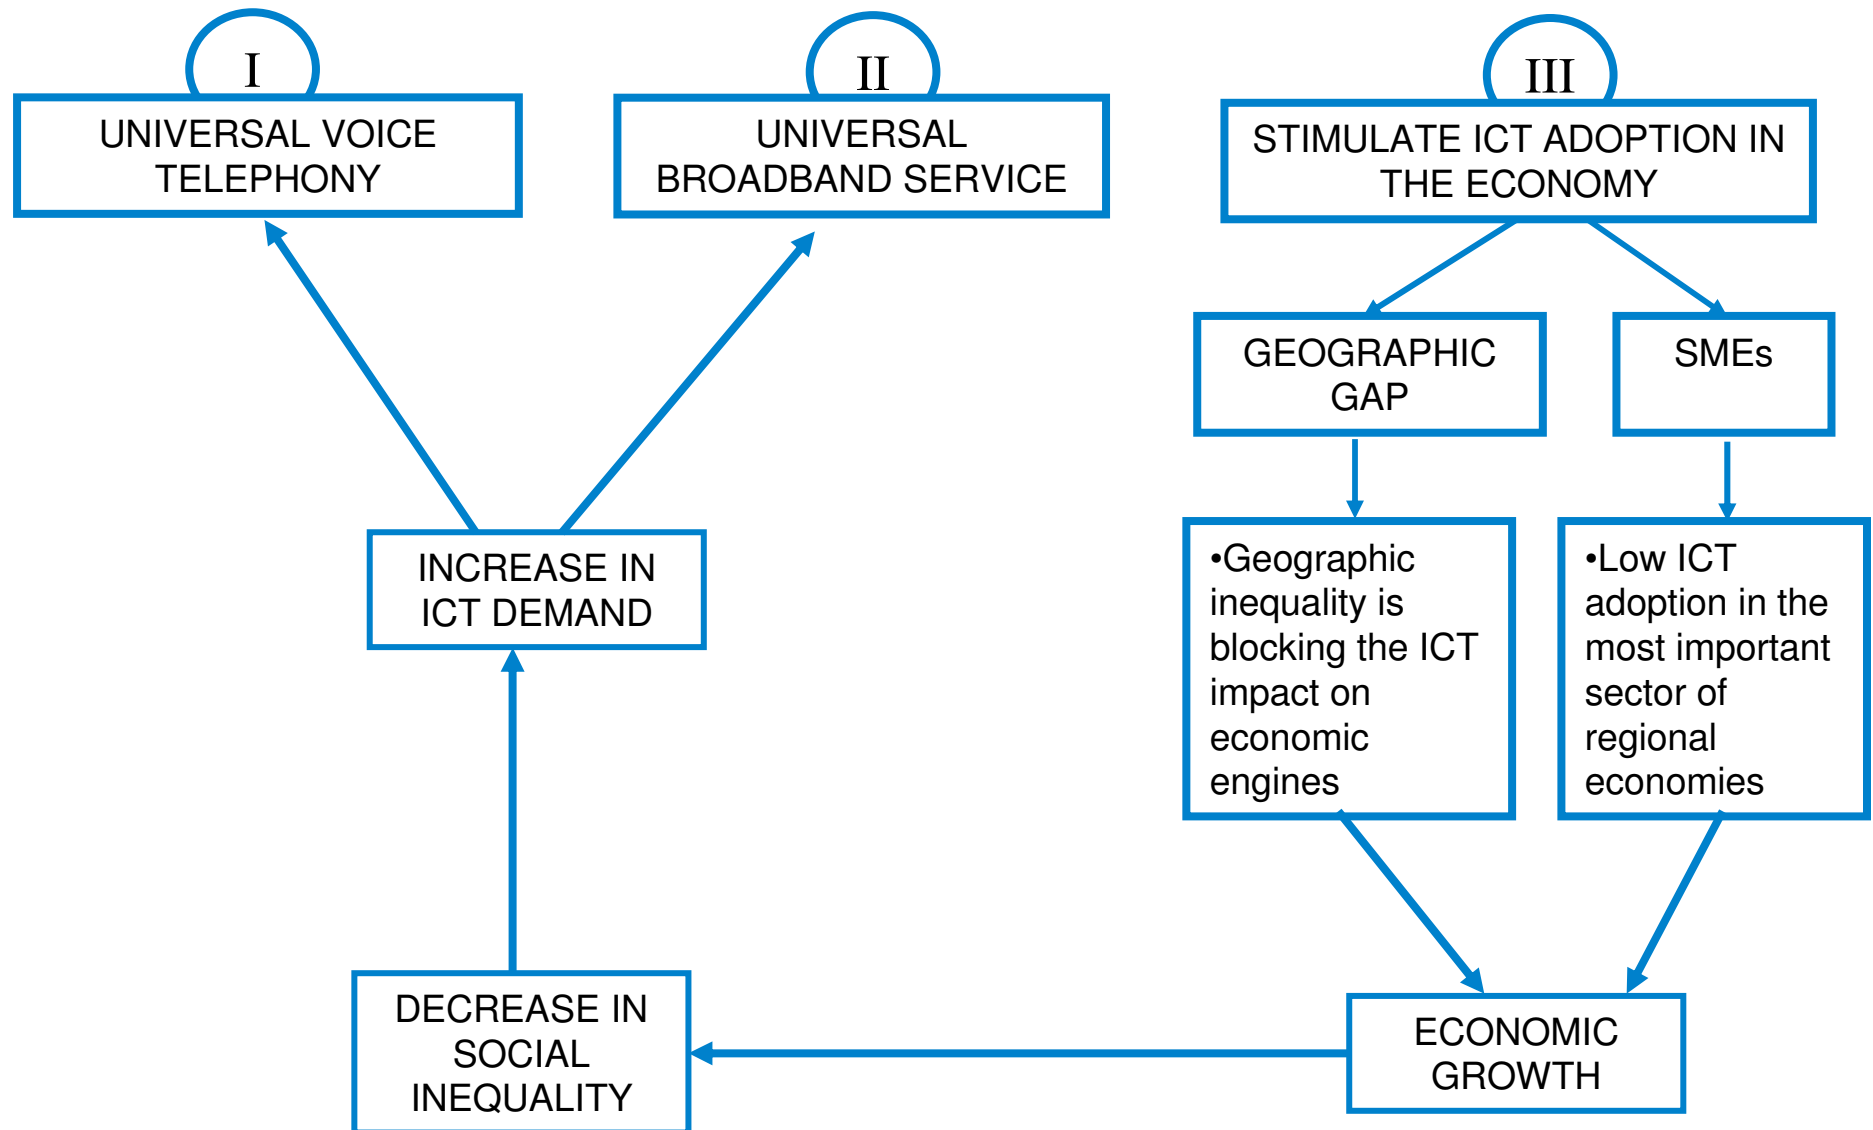 I
UNIVERSAL VOICE
TELEPHONY
II
UNIVERSAL
BROADBAND SERVICE
III
STIMULATE ICT ADOPTION IN
THE ECONOMY
GEOGRAPHIC
GAP
SMEs
INCREASE IN
ICT DEMAND
•Geographic
inequality is
blocking the ICT
impact on
economic
engines
•Low ICT
adoption in the
most important
sector of
regional
economies
DECREASE IN
SOCIAL
INEQUALITY
ECONOMIC
GROWTH